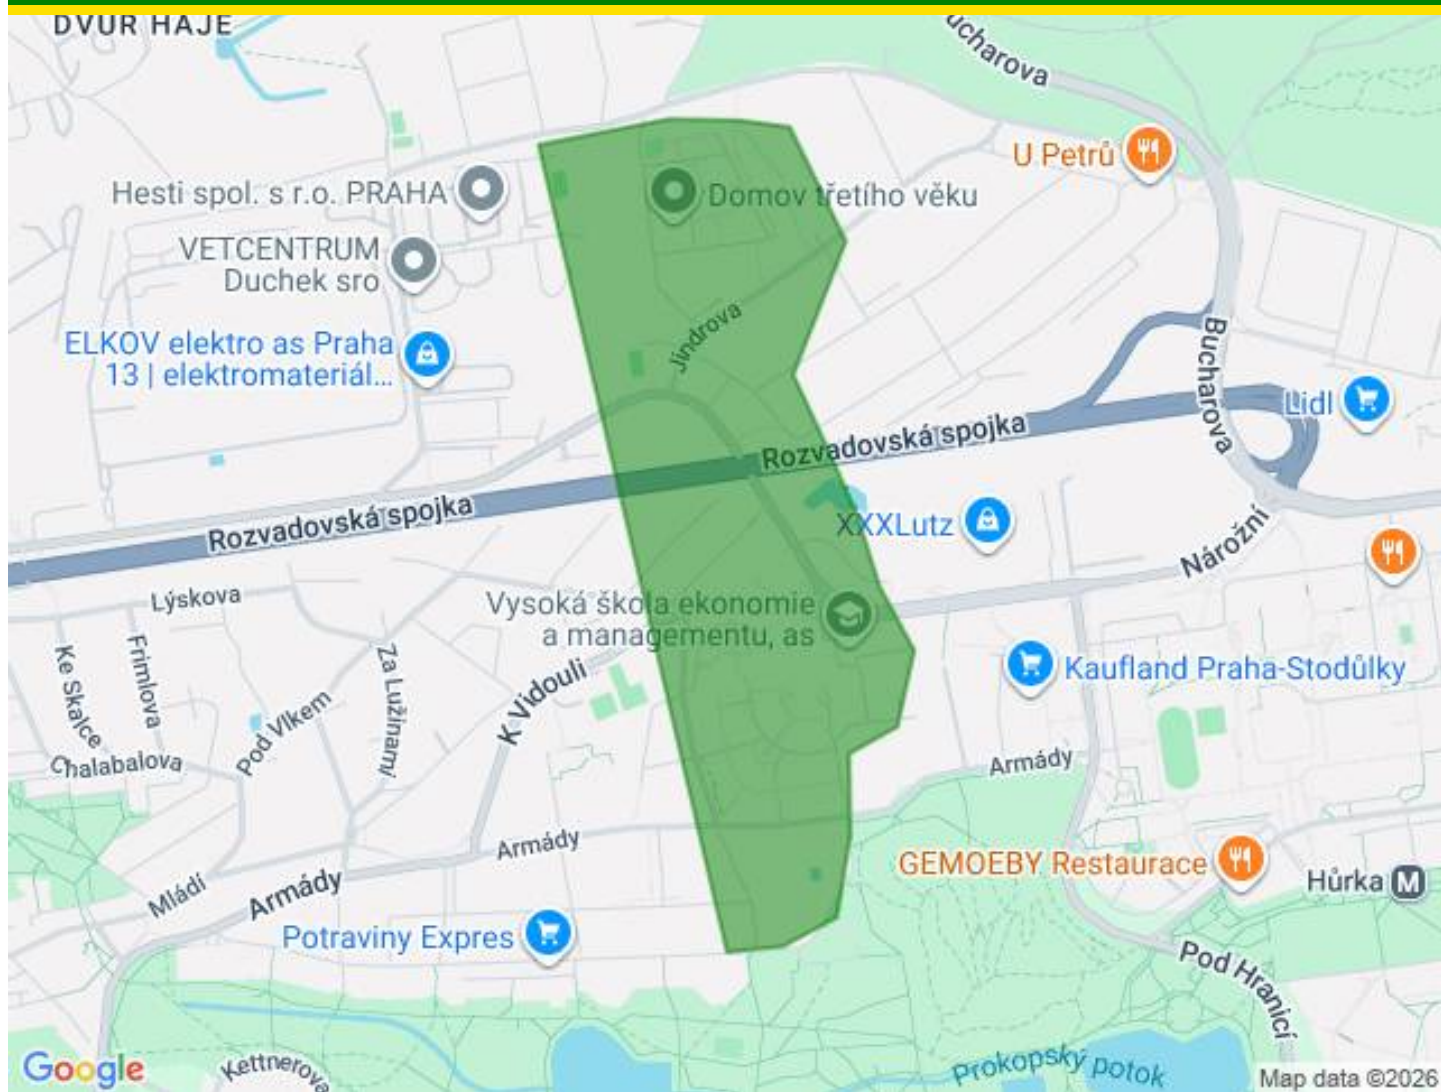 DVŮR HÁJE
Bucharova
U Petrů
Hesti spol. s r.o. PRAHA
Domov třetího věku
VETCENTRUM
Duchek sro
Jindrova
ELKOV elektro as Praha
13 | elektromateriál...
Bucharova
Lidl
Rozvadovská spojka
Rozvadovská spojka
XXXLutz
Nárožní
Lýskova
Vysoká škola ekonomie
a managementu, as
Ke Skalce
Frimlova
Za Lužinami
K Vidouli
Kaufland Praha-Stodůlky
Pod Vlkem
Chalabalova
Armády
Armády
GEMOEBY Restaurace
Hůrka M
Mládí
Armády
Potraviny Expres
Pod Hranicí
Prokopský potok
Kettnerova
Google
Map data ©2026